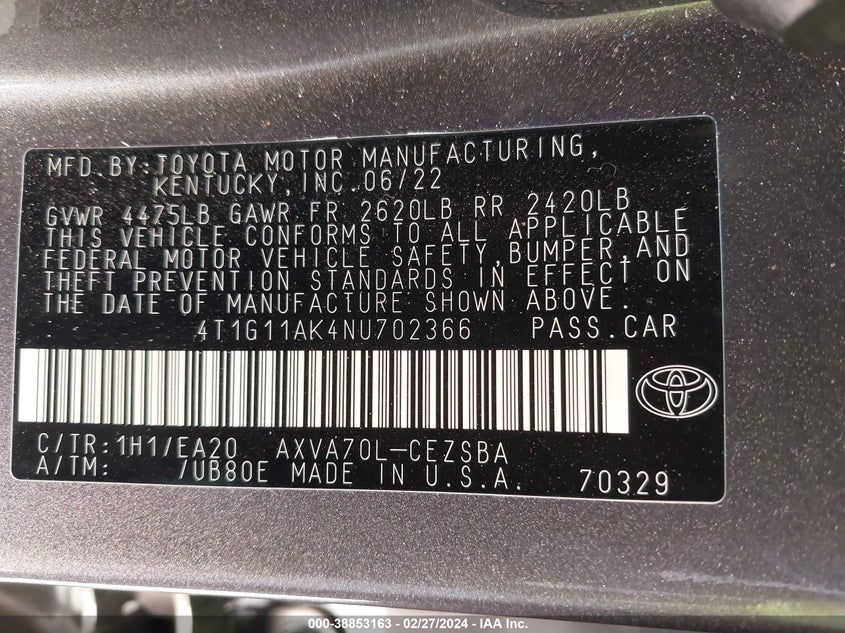 MFD.BY:TOYOTA MOTOR MANUFACTURING,
KENTUCKY,INC.06/22
GVWR 4475LB GAWR FR 2620LB RR 2420LB
THIS VEHICLE CONFORMS TO ALL APPLICABLE
FEDERAL MOTOR VEHICLE SAFETY,BUMPER,AND
THEFT PREVENTION STANDARDS IN EFFECT ON
THE DATE OF MANUFACTURE SHOWN ABOVE.
4T1G11AK4NU702366 PASS.CAR
C/TR:1H1/EA20 AXVA70L-CEZSBA
A/TM: /UB80E MADE IN U.S.A. 70329
000-38853163 - 02/27/2024 - IAA Inc.